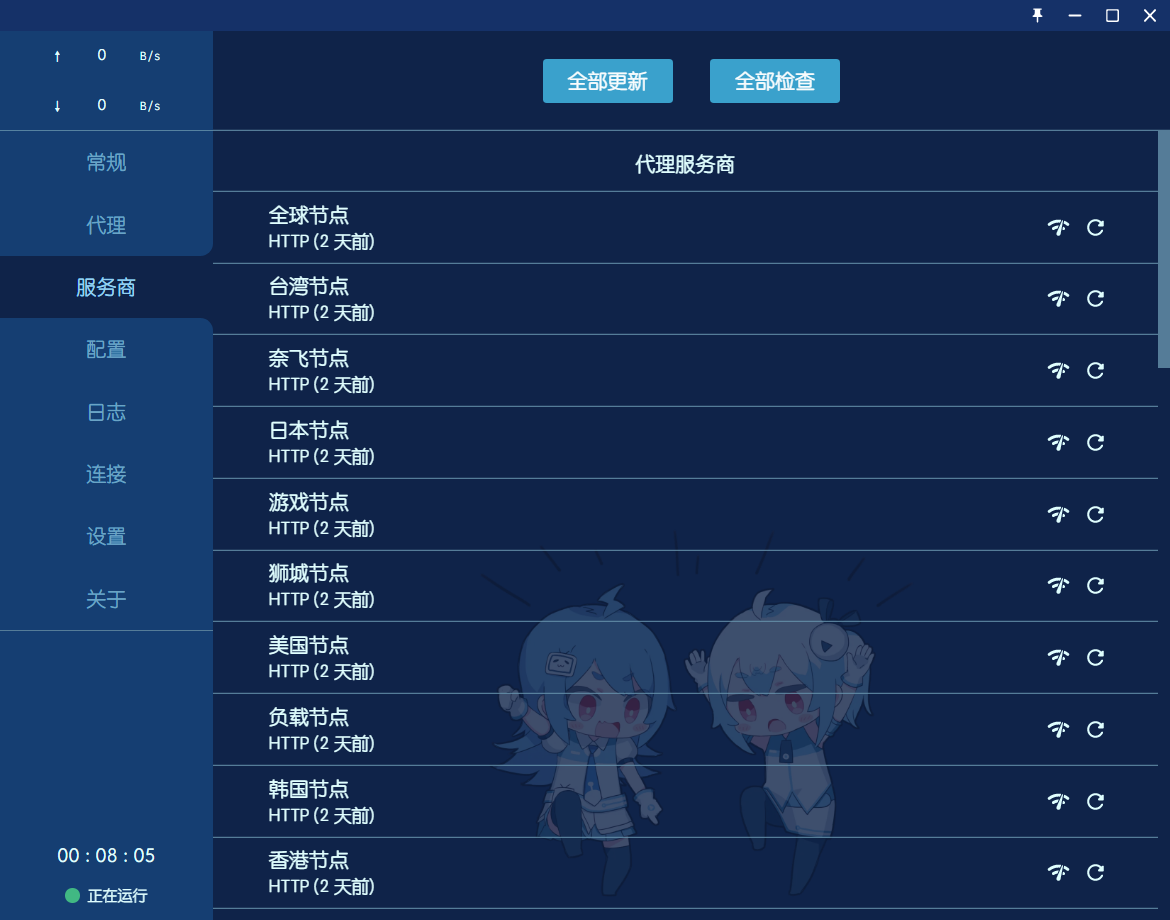 ↑ 0 B/s
↓ 0 B/s
常规
代理
服务商
配置
日志
连接
设置
关于
00 : 08 : 05
正在运行
全部更新 全部检查
代理服务商
全球节点
HTTP (2 天前)
台湾节点
HTTP (2 天前)
奈飞节点
HTTP (2 天前)
日本节点
HTTP (2 天前)
游戏节点
HTTP (2 天前)
狮城节点
HTTP (2 天前)
美国节点
HTTP (2 天前)
负载节点
HTTP (2 天前)
韩国节点
HTTP (2 天前)
香港节点
HTTP (2 天前)